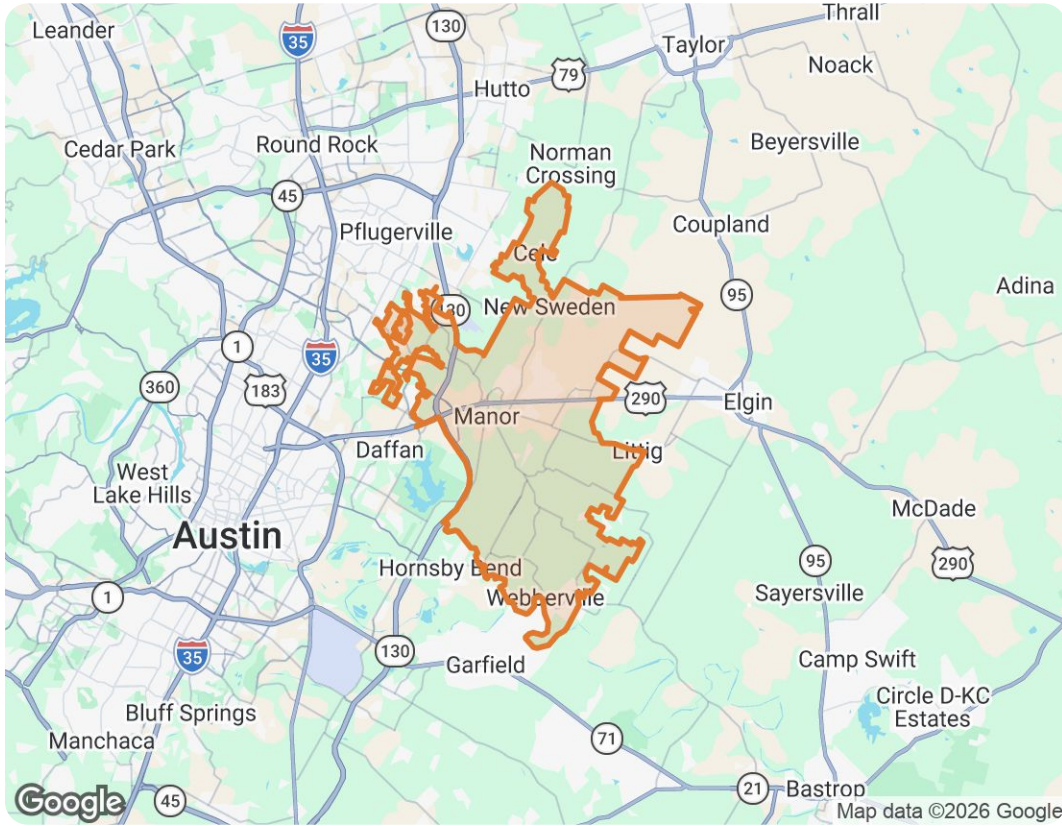 Thrall
Leander
130
35
Taylor
Noack
79
Hutto
Cedar Park
Round Rock
Beyersville
Norman
Crossing
45
Pflugerville
Coupland
Cele
Adina
95
130
New Sweden
1
35
360
183
290
Elgin
Manor
Daffan
Littig
West
Lake Hills
McDade
Austin
290
Hornsby Bend
95
1
Webberville
Sayersville
130
35
Garfield
Camp Swift
Circle D-KC
Estates
Bluff Springs
Manchaca
71
21
Bastrop
45
Google
Map data ©2026 Google